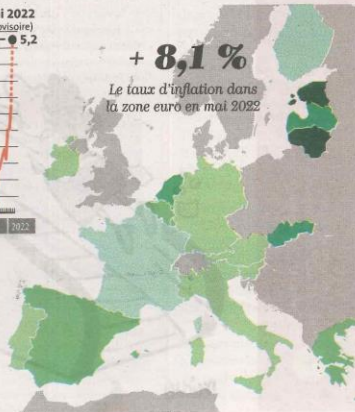 i 2022
visoire)
5,2
+ 8,1 %
Le taux d'inflation dans
la zone euro en mai 2022
2022